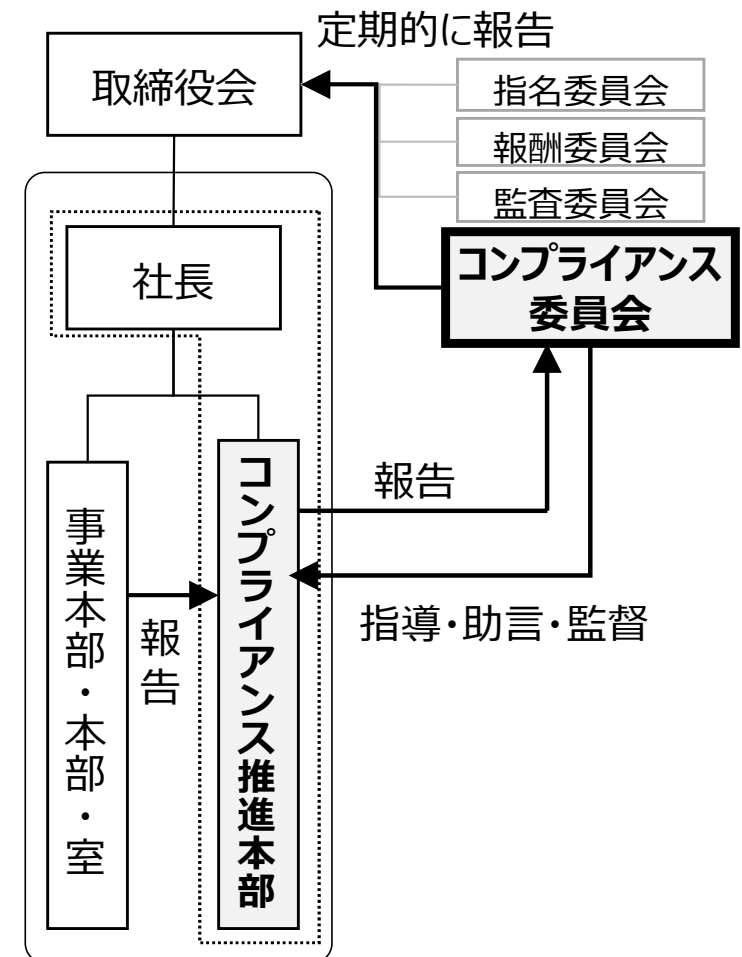 定期的に報告
取締役会
指名委員会
報酬委員会
監査委員会
コンプライアンス
委員会
社長
報告
指導・助言・監督
事業本部・本部・室
報告
コンプライアンス推進本部